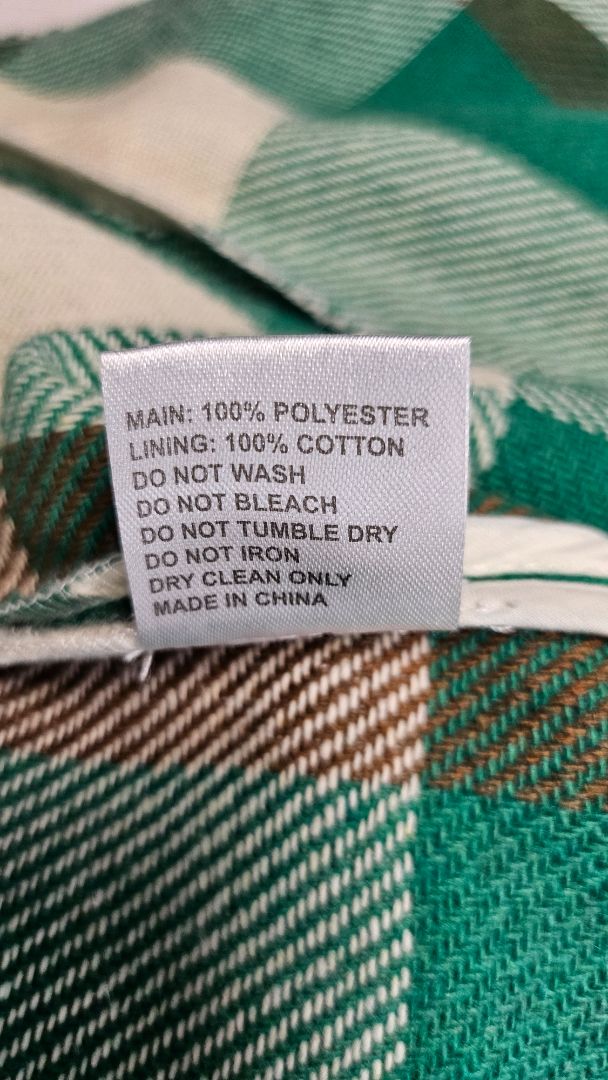 MAIN: 100% POLYESTER
LINING: 100% COTTON
DO NOT WASH
DO NOT BLEACH
DO NOT TUMBLE DRY
DO NOT IRON
DRY CLEAN ONLY
MADE IN CHINA